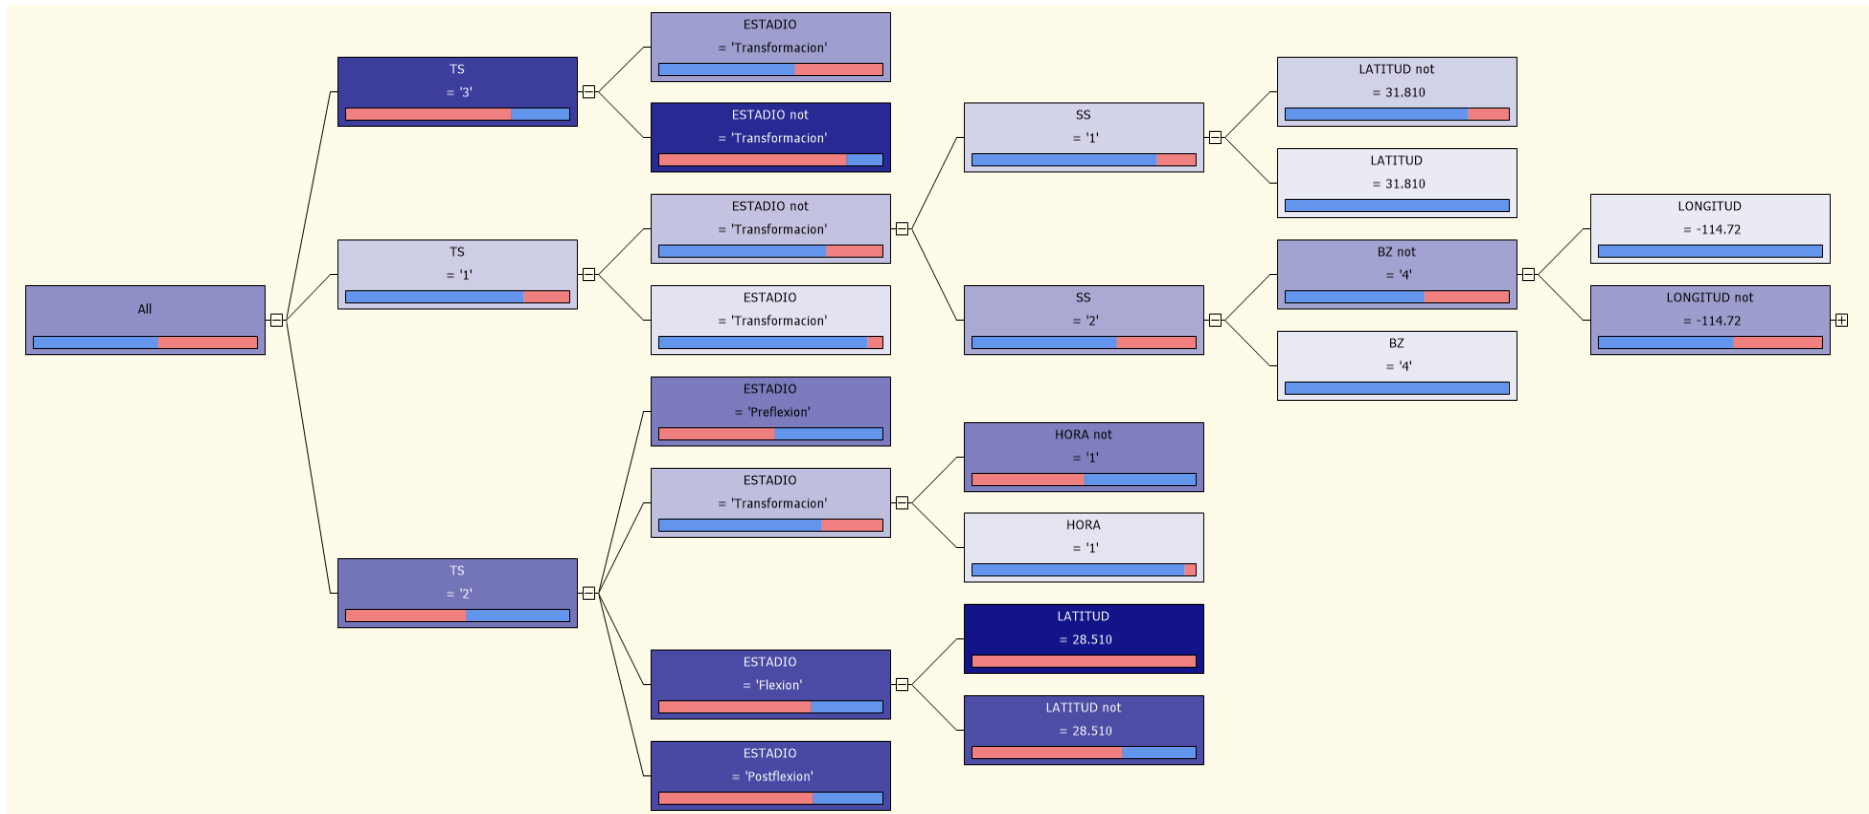 All
TS
= '3'
ESTADIO
= 'Transformacion'
ESTADIO not
= 'Transformacion'
TS
= '1'
ESTADIO not
= 'Transformacion'
SS
= '1'
LATITUD not
= 31.810
LATITUD
= 31.810
SS
= '2'
BZ not
= '4'
LONGITUD
= -114.72
LONGITUD not
= -114.72
BZ
= '4'
ESTADIO
= 'Transformacion'
TS
= '2'
ESTADIO
= 'Preflexion'
ESTADIO
= 'Transformacion'
HORA not
= '1'
HORA
= '1'
ESTADIO
= 'Flexion'
LATITUD
= 28.510
LATITUD not
= 28.510
ESTADIO
= 'Postflexion'